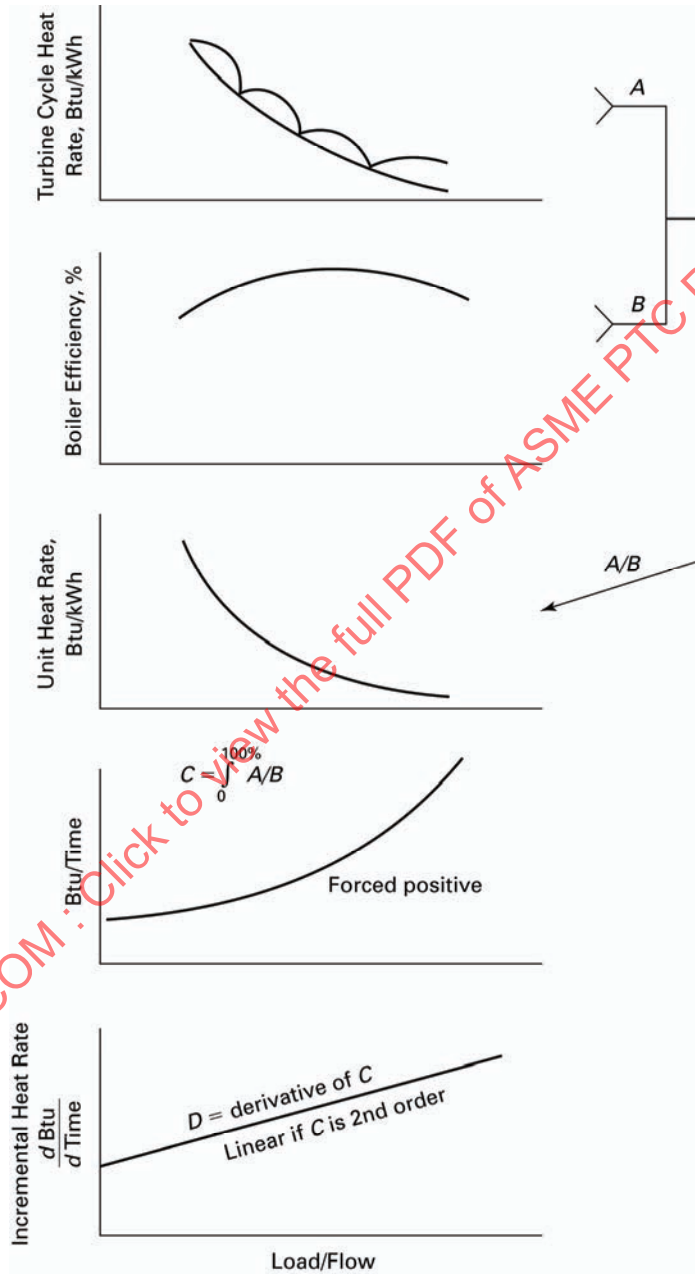 Turbine Cycle Heat
Rate, Btu/kWh
A
B
Boiler Efficiency, %
Unit Heat Rate,
Btu/kWh
A/B
C = ∫ 0 100% A/B
Btu/Time
Forced positive
Incremental Heat Rate
d Btu
d Time
D = derivative of C
Linear if C is 2nd order
Load/Flow
COM : Click to view the full PDF of ASME PTC